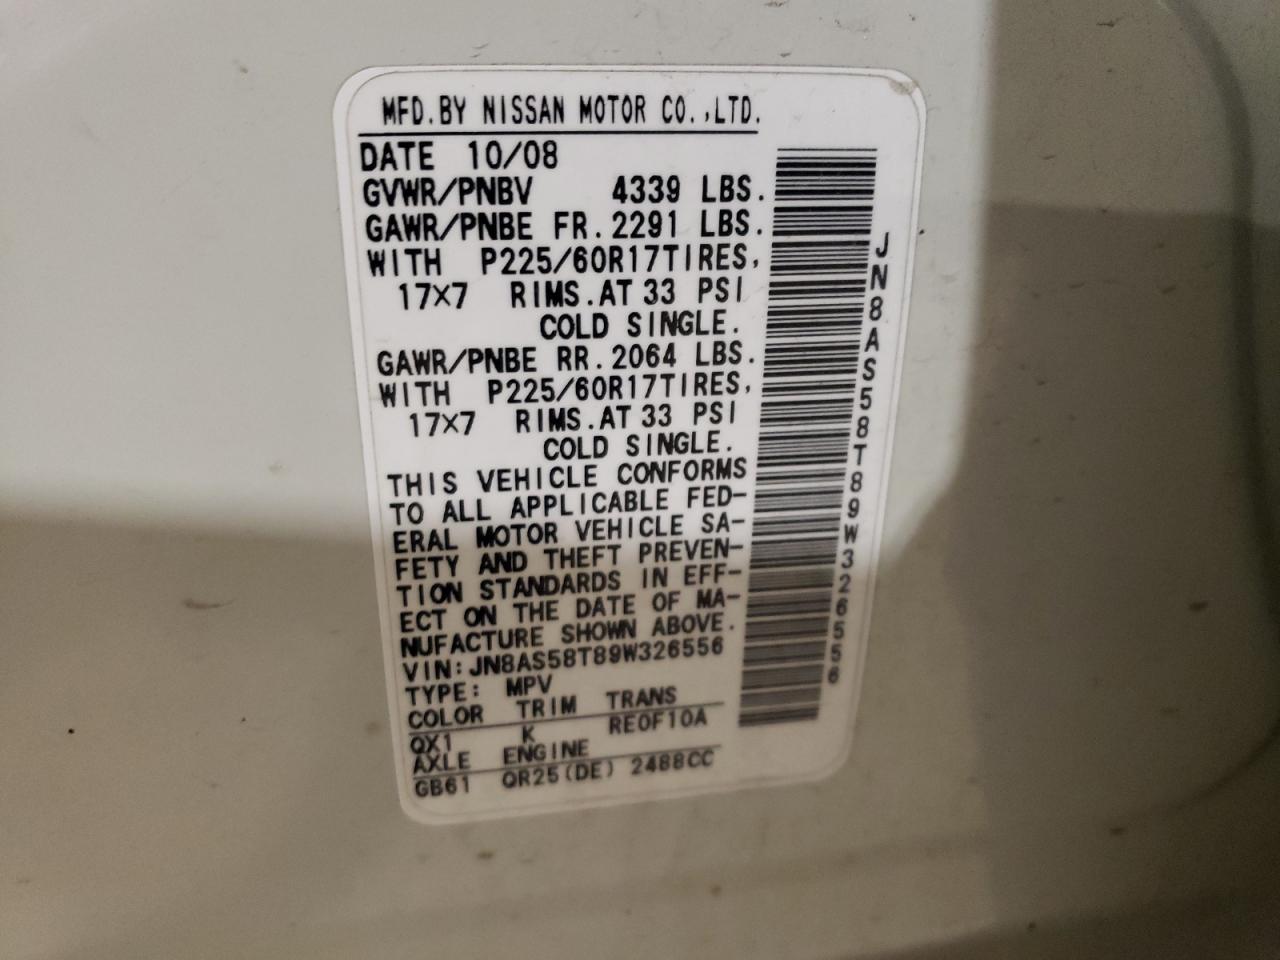 MFD.BY NISSAN MOTOR CO.,LTD.
DATE 10/08
GVWR/PNBV 4339 LBS.
GAWR/PNBE FR.2291 LBS.
WITH P225/60R17TIRES,
17×7 RIMS.AT 33 PSI
COLD SINGLE.
GAWR/PNBE RR.2064 LBS.
WITH P225/60R17TIRES,
17×7 RIMS.AT 33 PSI
COLD SINGLE.
THIS VEHICLE CONFORMS
TO ALL APPLICABLE FED-
ERAL MOTOR VEHICLE SA-
FETY AND THEFT PREVEN-
TION STANDARDS IN EFF-
ECT ON THE DATE OF MA-
NUFACTURE SHOWN ABOVE.
VIN:JN8AS58T89W326556
TYPE: MPV
COLOR TRIM TRANS
QX1 K RE0F10A
AXLE ENGINE
GB61 QR25(DE) 2488CC
JN8AS58T89W326556